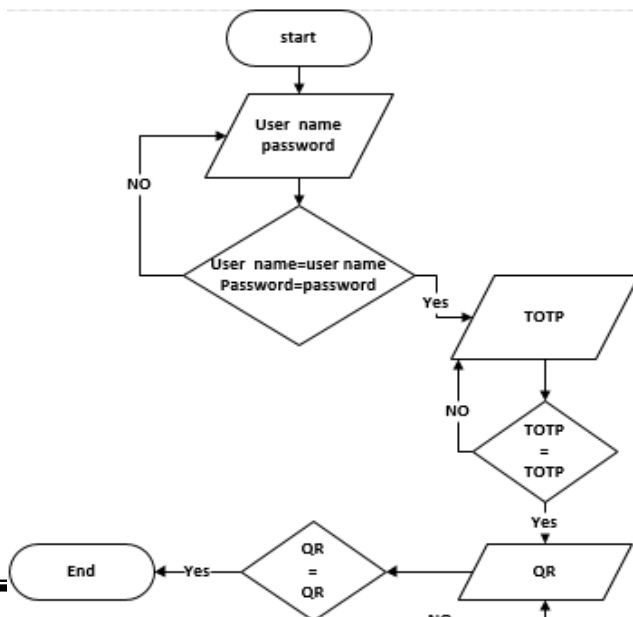 start
User name
password
NO
User name=user name
Password=password
Yes
TOTP
NO
TOTP
=
TOTP
Yes
End
Yes
QR
=
QR
QR
NO